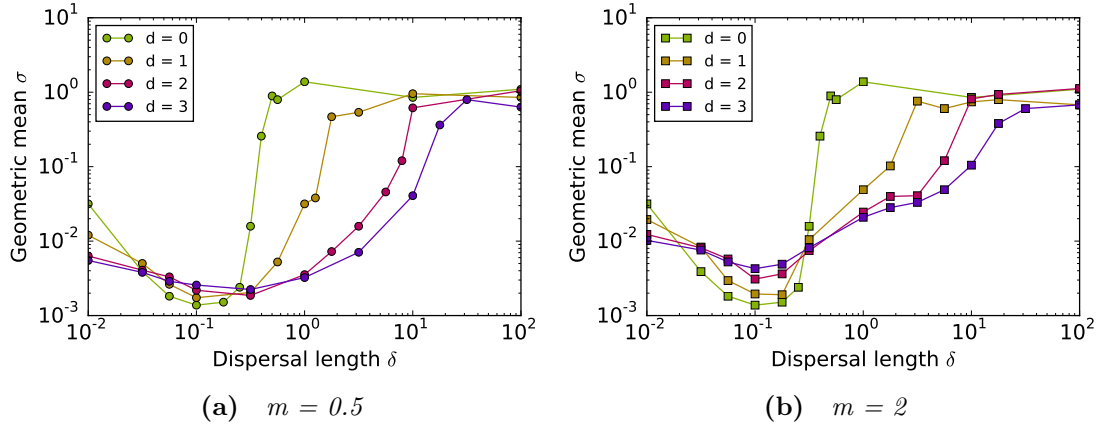 10^1
10^0
10^-1
10^-2
10^-3
Geometric mean σ
d = 0
d = 1
d = 2
d = 3
10^-2 10^-1 10^0 10^1 10^2
Dispersal length δ
(a) m = 0.5
10^1
10^0
10^-1
10^-2
10^-3
Geometric mean σ
d = 0
d = 1
d = 2
d = 3
10^-2 10^-1 10^0 10^1 10^2
Dispersal length δ
(b) m = 2